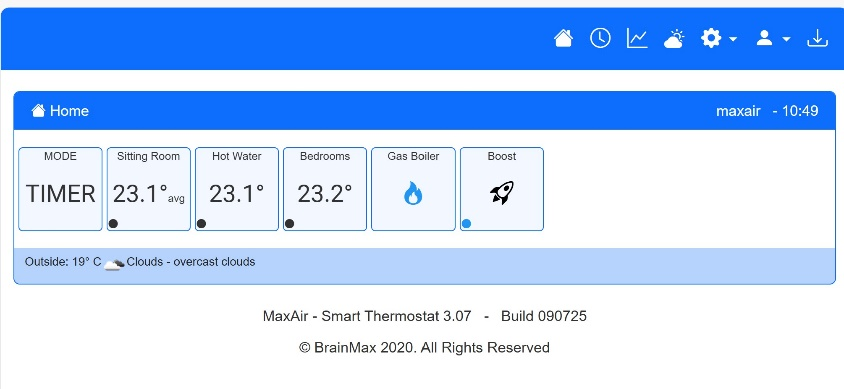 Home
maxair - 10:49
MODE
TIMER
Sitting Room
23.1°avg
Hot Water
23.1°
Bedrooms
23.2°
Gas Boiler
Boost
Outside: 19° C Clouds - overcast clouds
MaxAir - Smart Thermostat 3.07 - Build 090725
© BrainMax 2020. All Rights Reserved